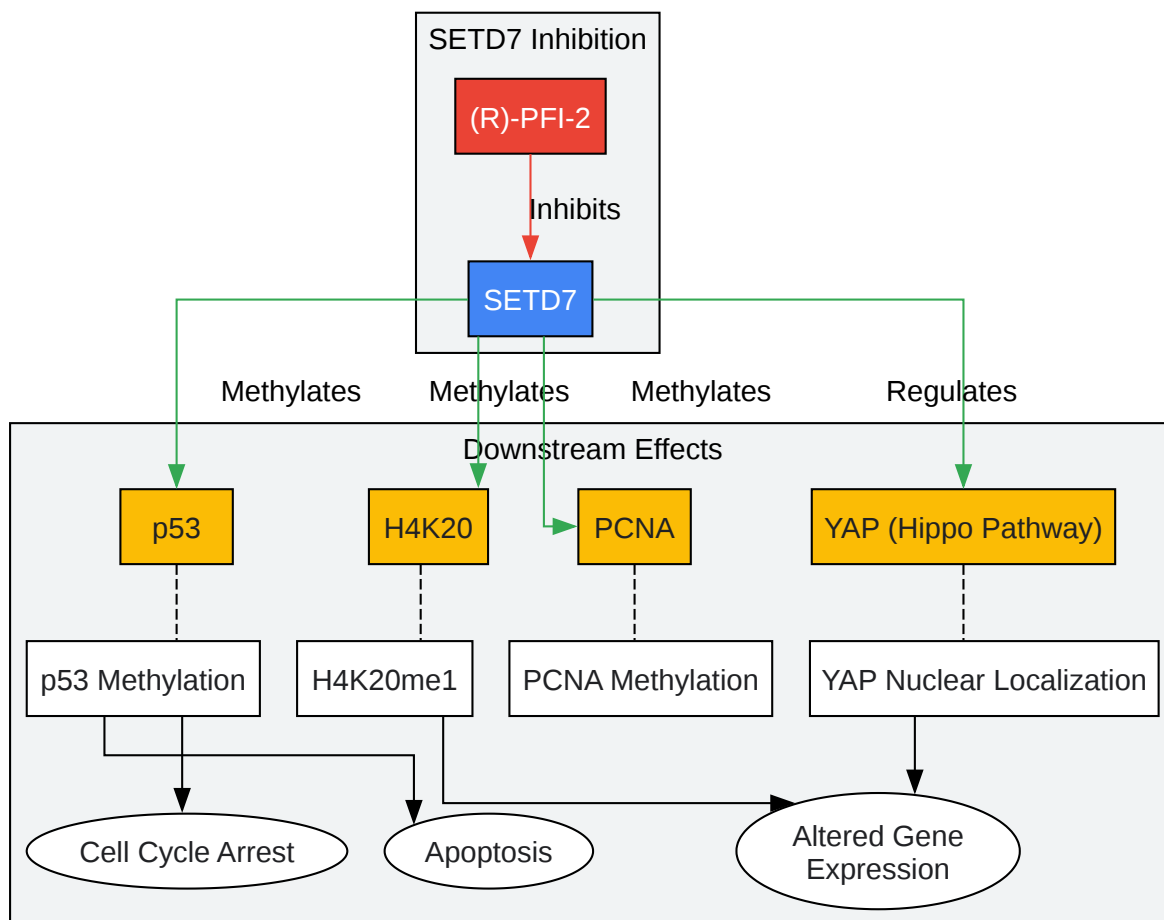 SETD7 Inhibition
(R)-PFI-2
Inhibits
SETD7
Methylates
Methylates
Methylates
Regulates
Downstream Effects
p53
H4K20
PCNA
YAP (Hippo Pathway)
p53 Methylation
H4K20me1
PCNA Methylation
YAP Nuclear Localization
Cell Cycle Arrest
Apoptosis
Altered Gene
Expression